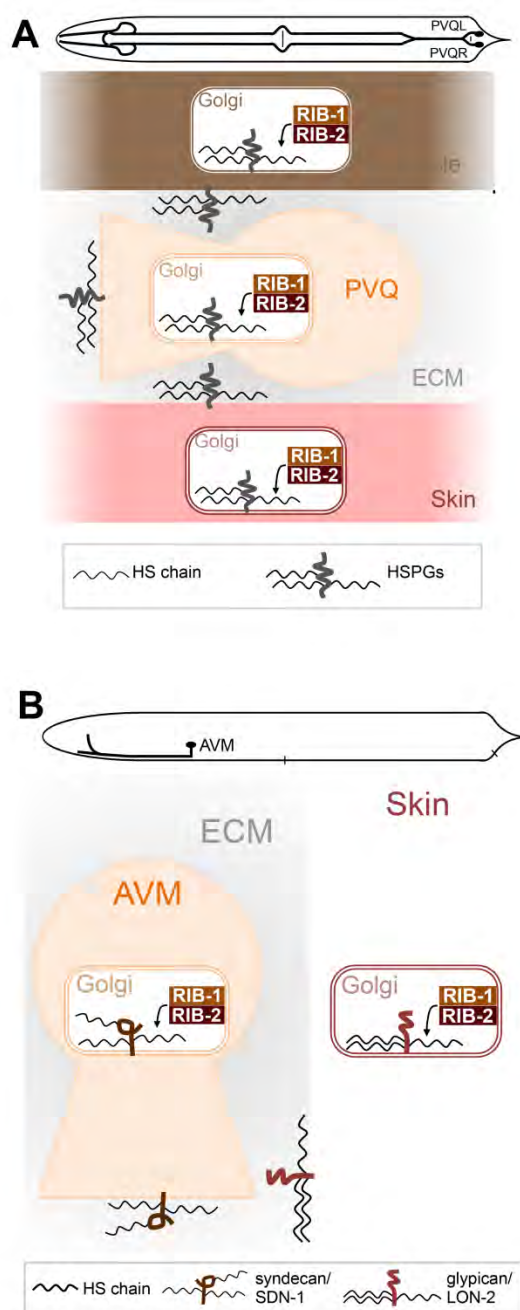 A
PVQL
PVQR
Golgi
RIB-1
RIB-2
Golgi
RIB-1
RIB-2
PVQ
ECM
Golgi
RIB-1
RIB-2
Skin
HS chain
HSPGs
B
AVM
Skin
ECM
AVM
Golgi
RIB-1
RIB-2
Golgi
RIB-1
RIB-2
HS chain
syndecan/
SDN-1
glypican/
LON-2